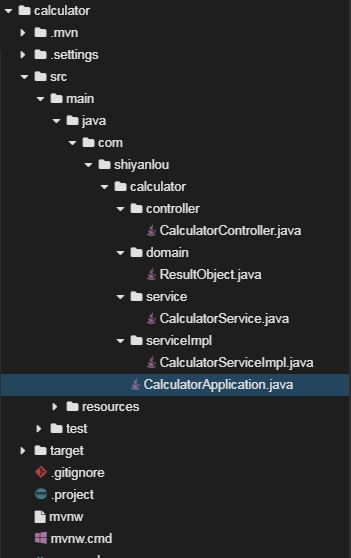 calculator
.mvn
.settings
src
main
java
com
shiyanlou
calculator
controller
CalculatorController.java
domain
ResultObject.java
service
CalculatorService.java
serviceImpl
CalculatorServiceImpl.java
CalculatorApplication.java
resources
test
target
.gitignore
.project
mvnw
mvnw.cmd